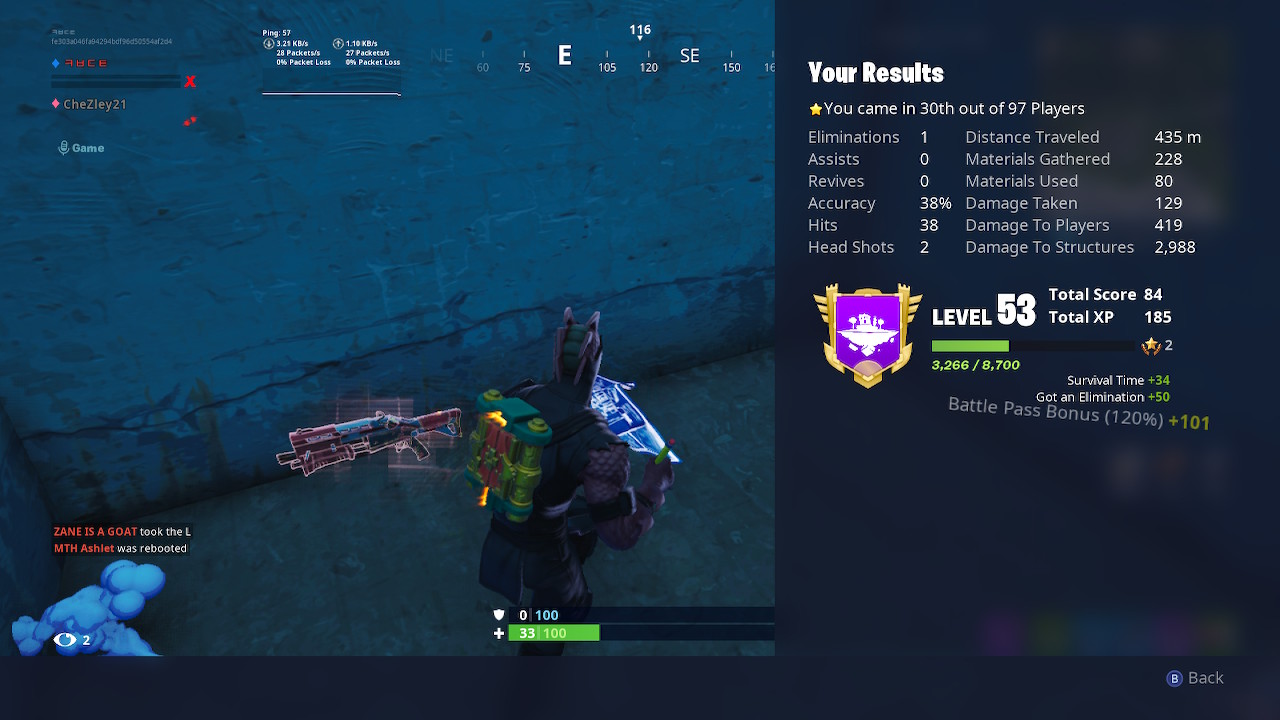 fe303a046fa94294bdf96d50554af2d4
CheZley21
Game
Ping: 57
3.21 KB/s 1.10 KB/s
28 Packets/s 27 Packets/s
0% Packet Loss 0% Packet Loss
116
NE E SE
60 75 105 120 150
ZANE IS A GOAT took the L
MTH Ashlet was rebooted
2
0 | 100
33 | 100
Your Results
You came in 30th out of 97 Players
Eliminations 1 Distance Traveled 435 m
Assists 0 Materials Gathered 228
Revives 0 Materials Used 80
Accuracy 38% Damage Taken 129
Hits 38 Damage To Players 419
Head Shots 2 Damage To Structures 2,988
LEVEL 53
Total Score 84
Total XP 185
2
3,266 / 8,700
Survival Time +34
Got an Elimination +50
Battle Pass Bonus (120%) +101
B Back